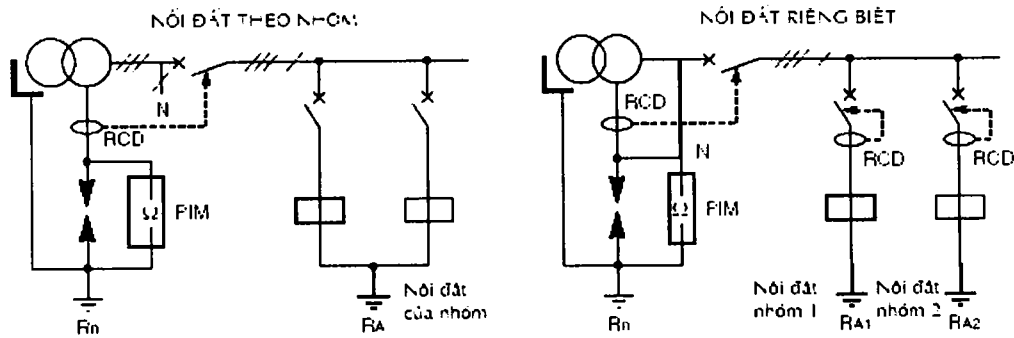 NỐI ĐẤT THEO NHÓM
N
RCD
Ω
PIM
Rn
RA
Nối đất
của nhóm
NỐI ĐẤT RIÊNG BIỆT
RCD
N
Ω
PIM
Rn
RCD
RCD
Nối đất
nhóm 1
RA1
Nối đất
nhóm 2
RA2